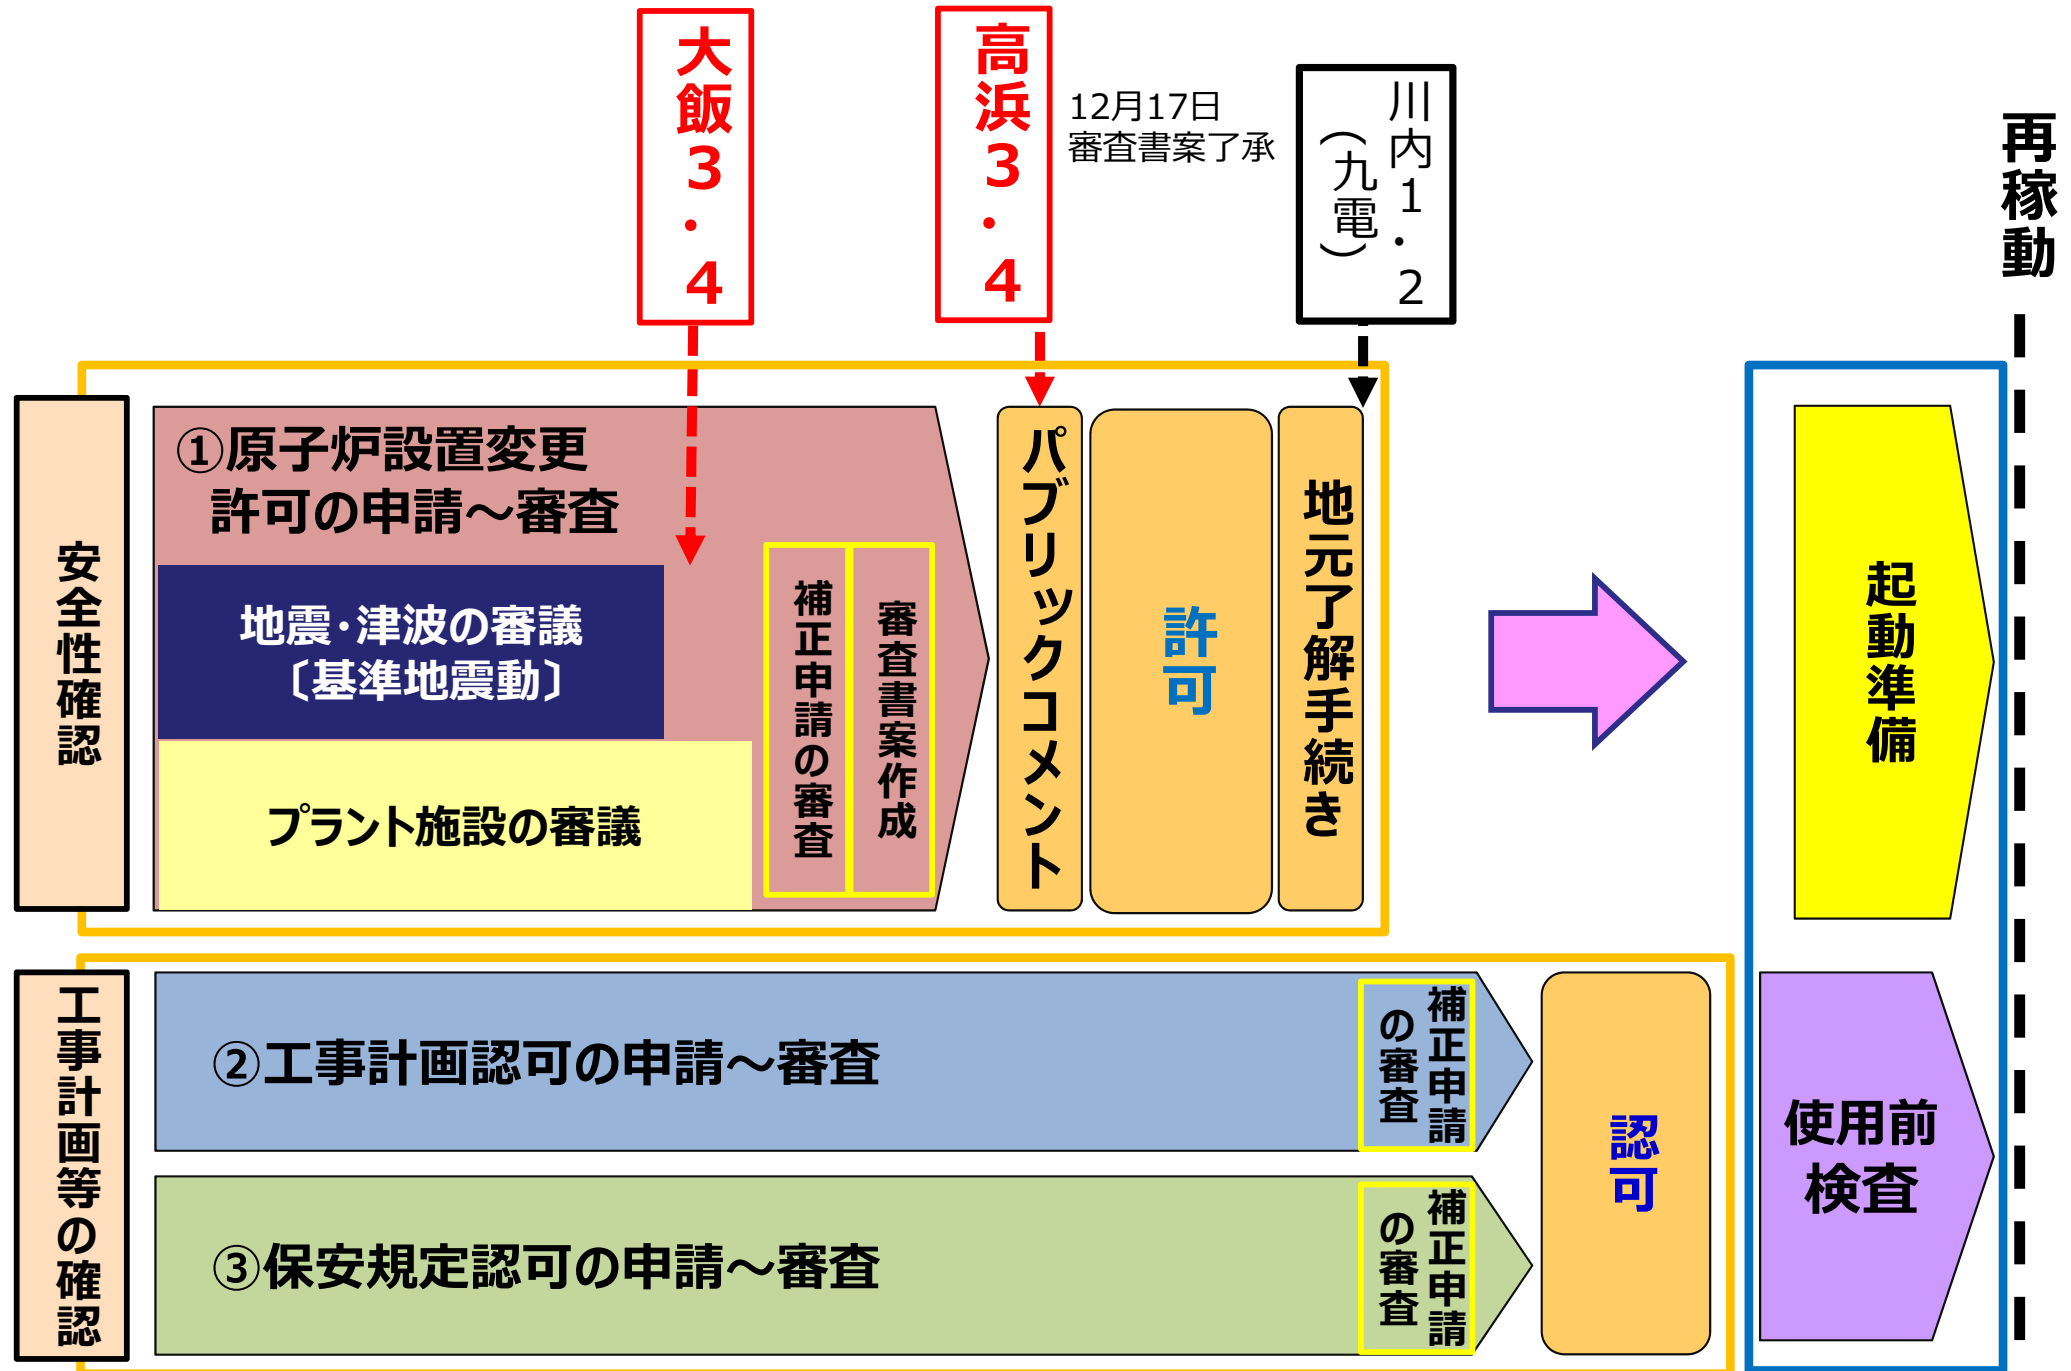 大飯３・４
高浜３・４
12月17日
審査書案了承
川内１・２
（九電）
再稼動
安全性確認
①原子炉設置変更
許可の申請～審査
地震・津波の審議
〔基準地震動〕
プラント施設の審議
補正申請の審査
審査書案作成
パブリックコメント
許可
地元了解手続き
起動準備
工事計画等の確認
②工事計画認可の申請～審査
補正申請
の審査
③保安規定認可の申請～審査
補正申請
の審査
認可
使用前
検査